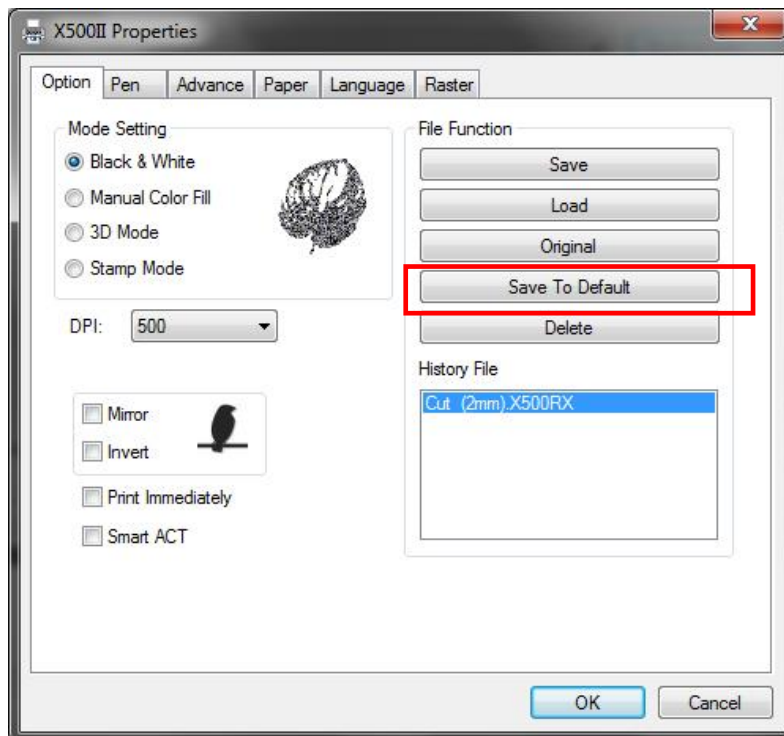 X500II Properties
Option Pen Advance Paper Language Raster
Mode Setting
Black & White
Manual Color Fill
3D Mode
Stamp Mode
DPI: 500
Mirror
Invert
Print Immediately
Smart ACT
File Function
Save
Load
Original
Save To Default
Delete
History File
Cut (2mm).X500RX
OK Cancel